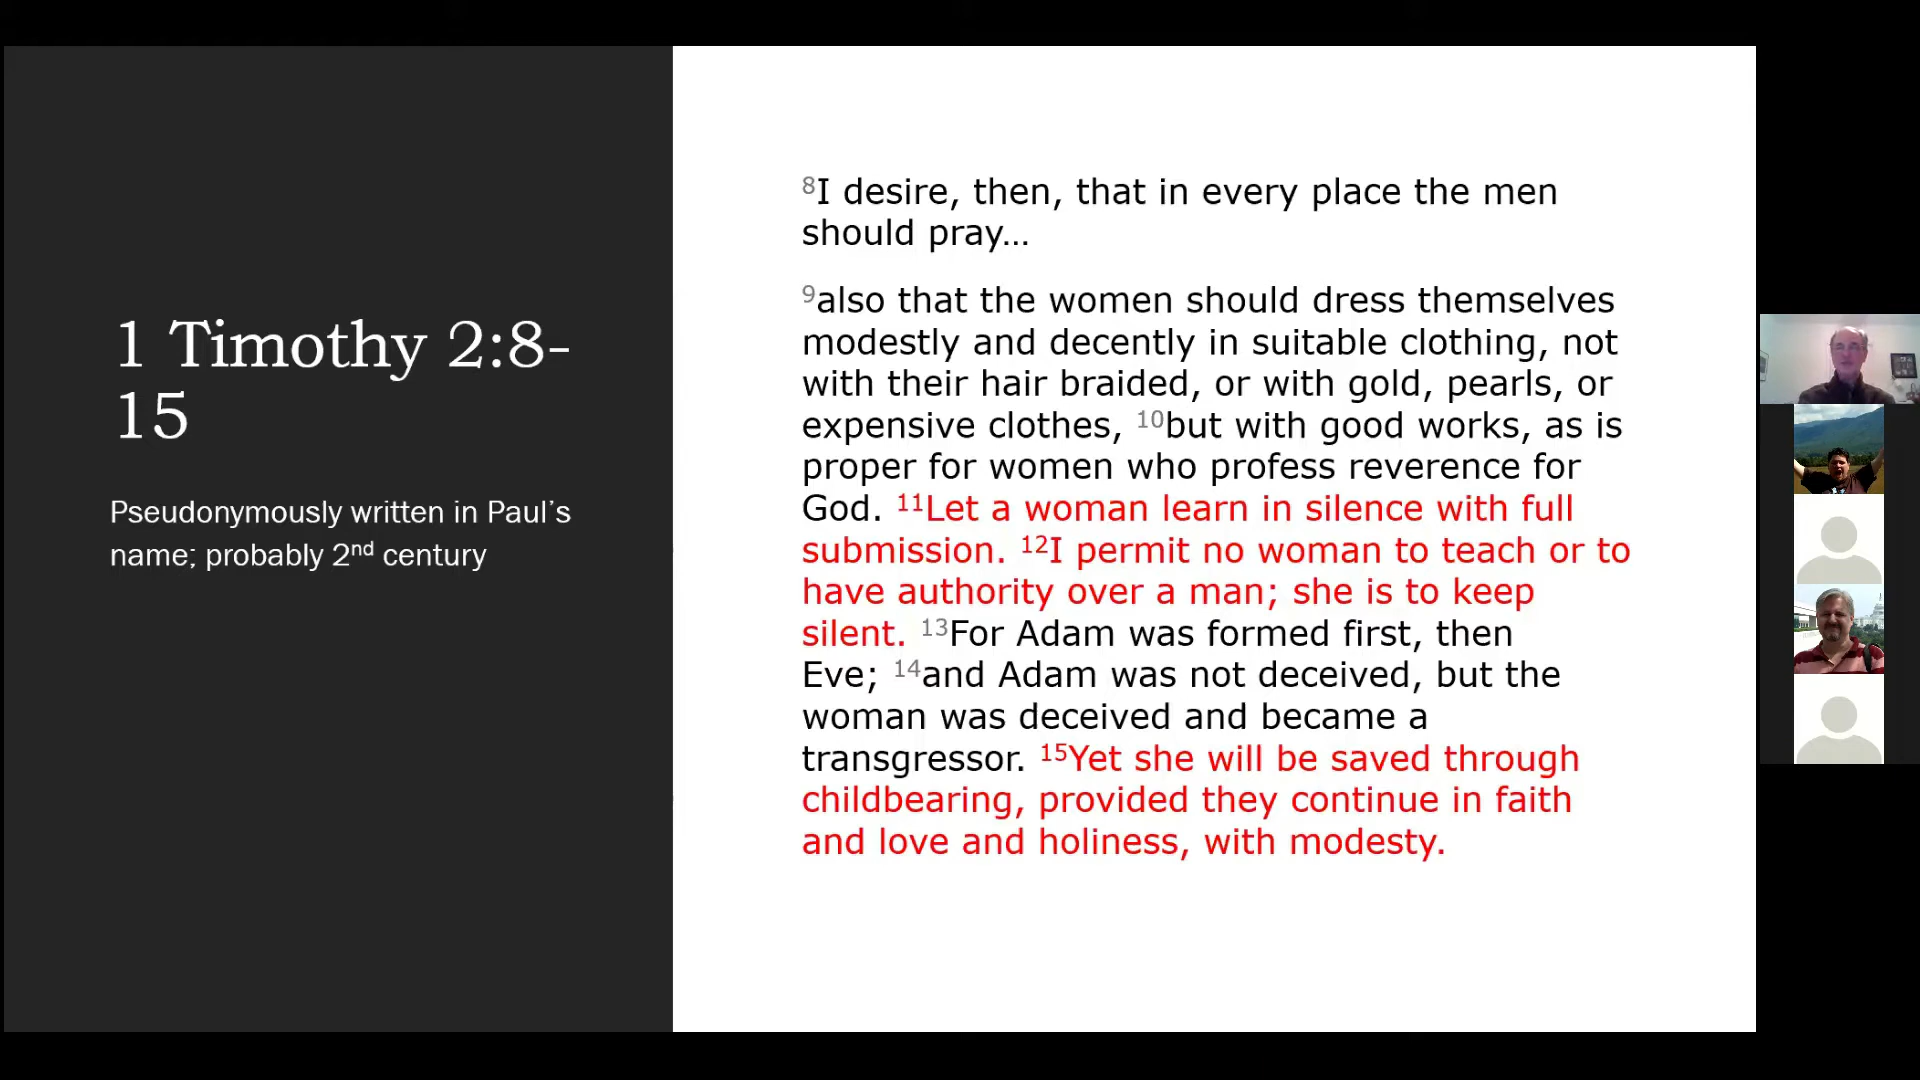 1 Timothy 2:8-
15
Pseudonymously written in Paul's
name; probably 2nd century
8I desire, then, that in every place the men
should pray…
9also that the women should dress themselves
modestly and decently in suitable clothing, not
with their hair braided, or with gold, pearls, or
expensive clothes, 10but with good works, as is
proper for women who profess reverence for
God. 11Let a woman learn in silence with full
submission. 12I permit no woman to teach or to
have authority over a man; she is to keep
silent. 13For Adam was formed first, then
Eve; 14and Adam was not deceived, but the
woman was deceived and became a
transgressor. 15Yet she will be saved through
childbearing, provided they continue in faith
and love and holiness, with modesty.